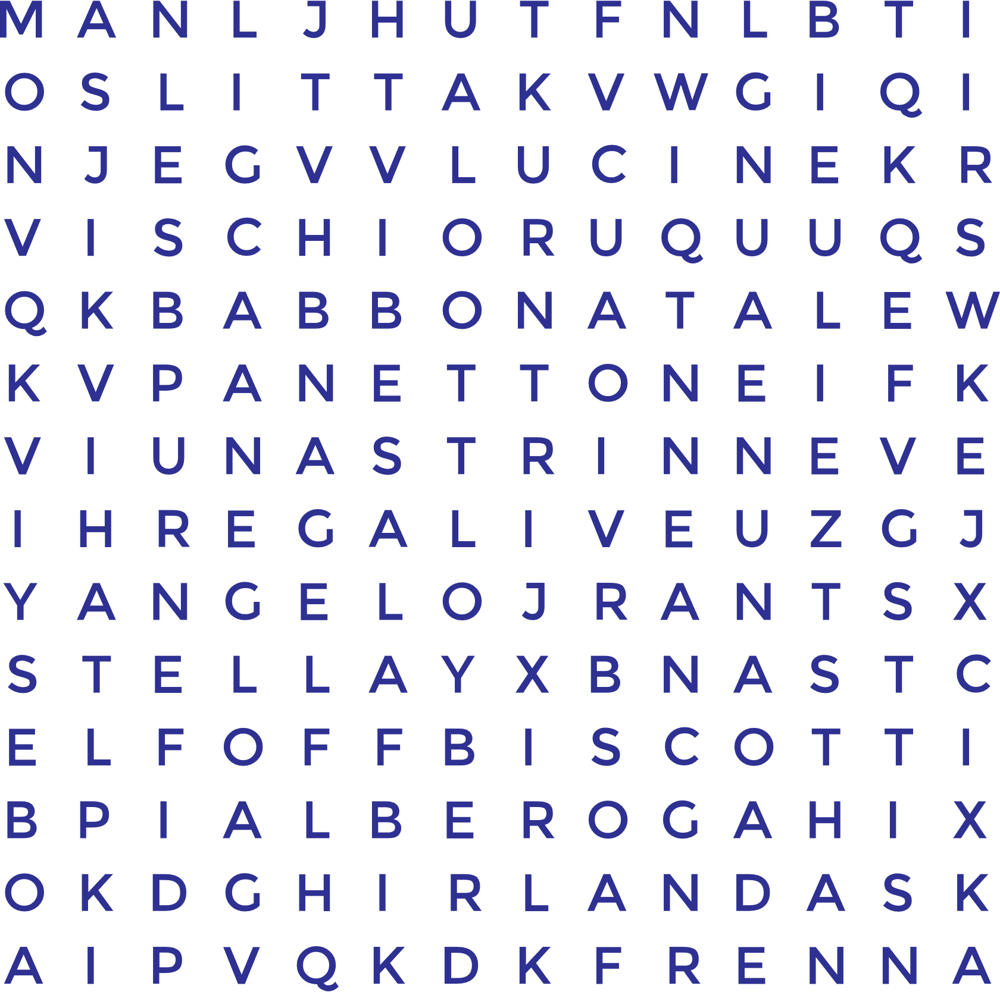 M A N L J H U T F N L B T I
O S L I T T A K V W G I Q I
N J E G V V L U C I N E K R
V I S C H I O R U Q U U Q S
Q K B A B B O N A T A L E W
K V P A N E T T O N E I F K
V I U N A S T R I N N E V E
I H R E G A L I V E U Z G J
Y A N G E L O J R A N T S X
S T E L L A Y X B N A S T C
E L F O F F B I S C O T T I
B P I A L B E R O G A H I X
O K D G H I R L A N D A S K
A I P V Q K D K F R E N N A